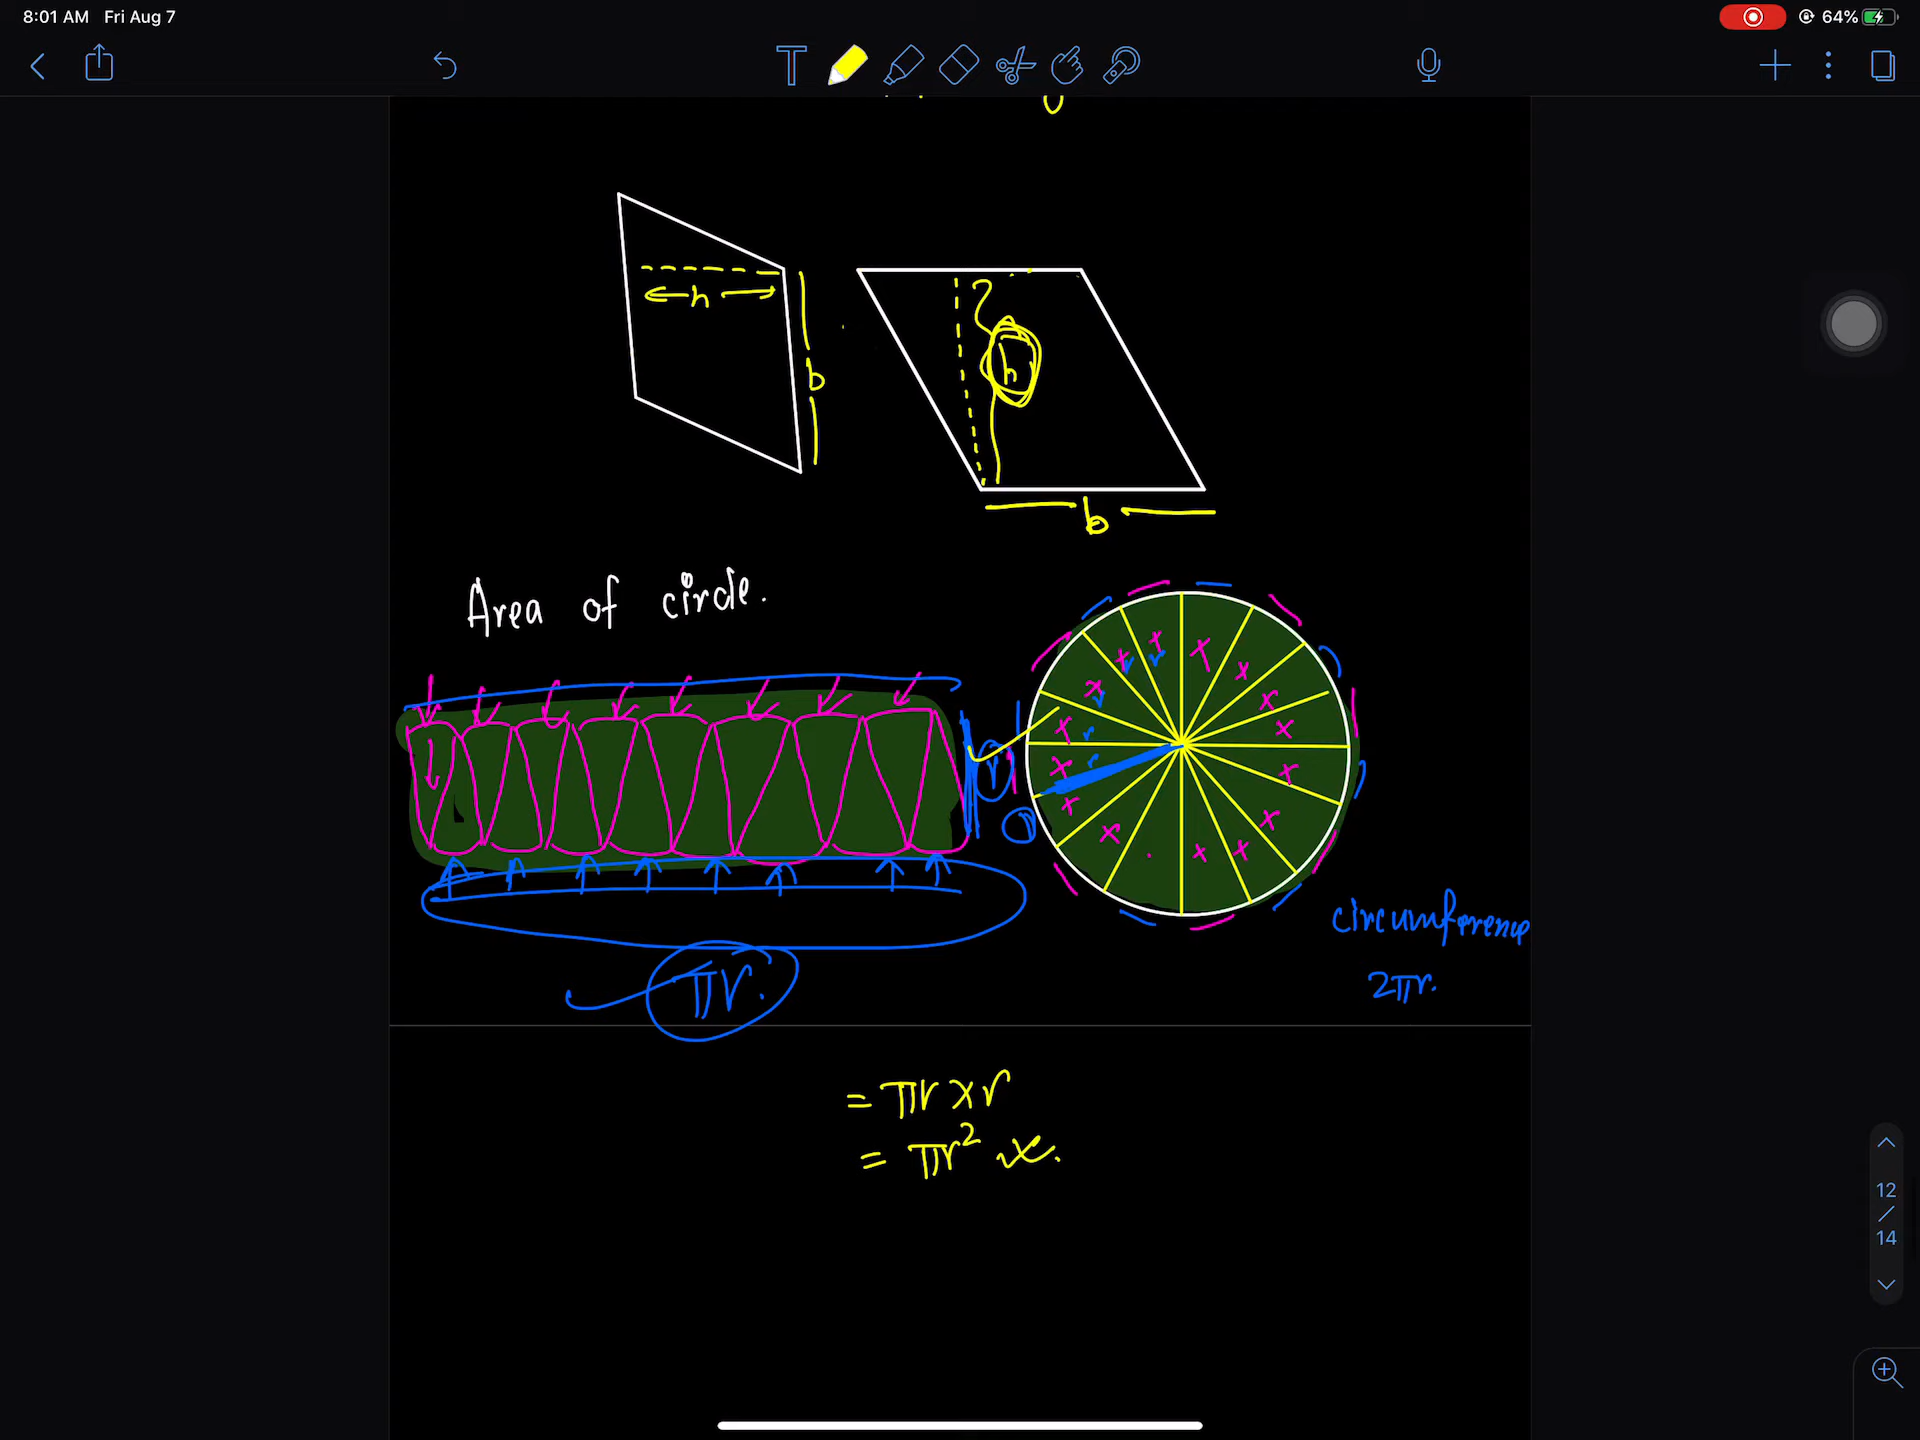 8:01 AM Fri Aug 7
64%
T
h
b
h
b
Area of circle.
x x x x x x x x x x x x x x x
r r r r r
r
πr.
circumference
2πr.
= πr × r
= πr²
12
/
14